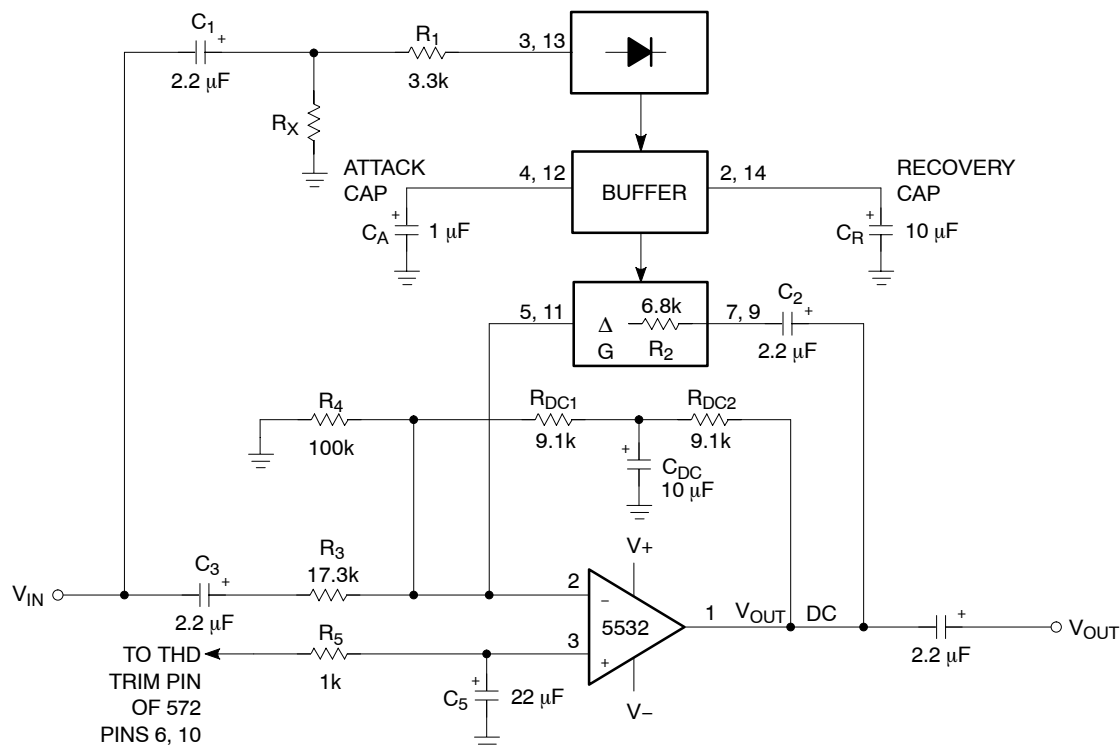 C1
+
2.2 μF
R1
3.3k
3, 13
RX
ATTACK
CAP
4, 12
BUFFER
2, 14
RECOVERY
CAP
+
CA
1 μF
+
CR
10 μF
5, 11
Δ
G
6.8k
R2
7, 9
C2
+
2.2 μF
R4
100k
RDC1
9.1k
RDC2
9.1k
+
CDC
10 μF
VIN
C3
+
2.2 μF
R3
17.3k
V+
2
−
5532
3
+
1
VOUT
DC
V−
+
2.2 μF
VOUT
TO THD
TRIM PIN
OF 572
PINS 6, 10
R5
1k
+
C5
22 μF